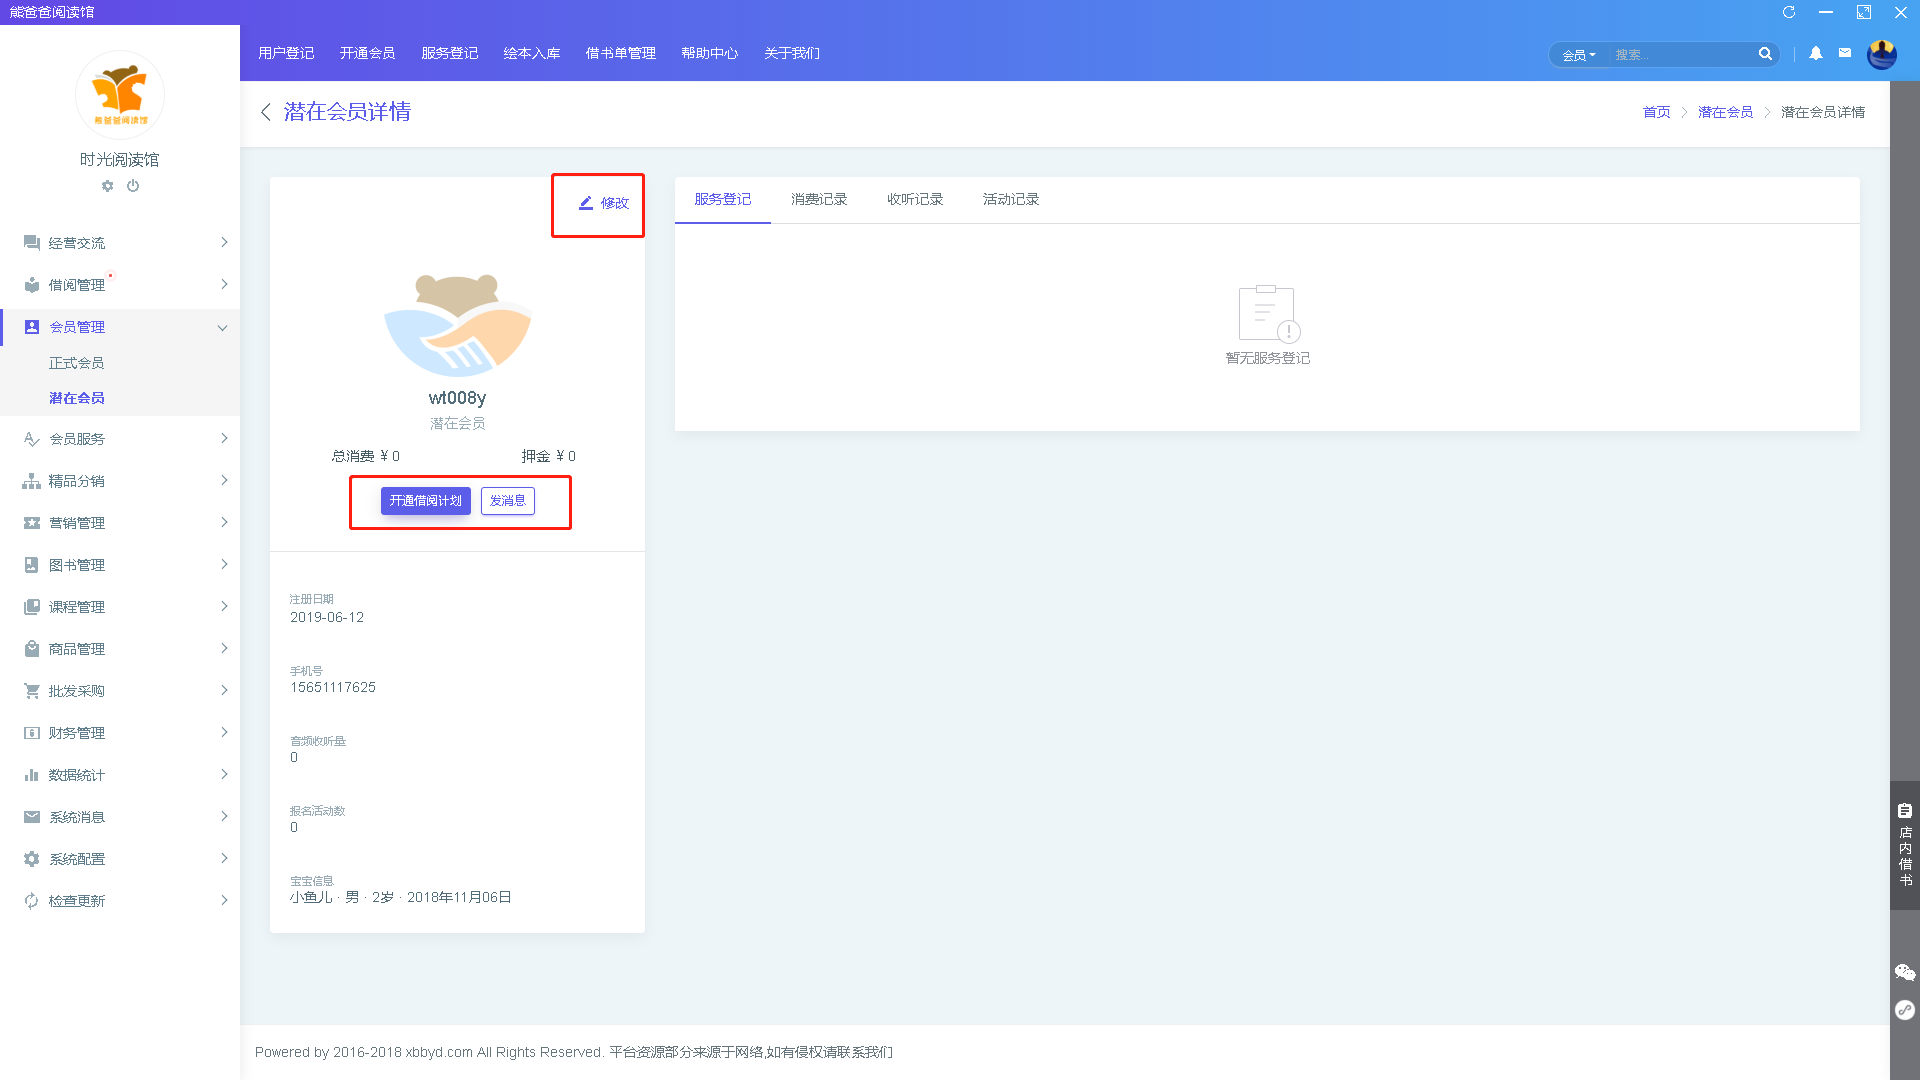 熊爸爸阅读馆
用户登记
开通会员
服务登记
绘本入库
借书单管理
帮助中心
关于我们
会员
搜索...
熊爸爸阅读馆
时光阅读馆
经营交流
借阅管理
会员管理
正式会员
潜在会员
会员服务
精品分销
营销管理
图书管理
课程管理
商品管理
批发采购
财务管理
数据统计
系统消息
系统配置
检查更新
潜在会员详情
首页
潜在会员
潜在会员详情
修改
wt008y
潜在会员
总消费 ¥ 0
押金 ¥ 0
开通借阅计划
发消息
注册日期
2019-06-12
手机号
15651117625
音频收听量
0
报名活动数
0
宝宝信息
小鱼儿 · 男 · 2岁 · 2018年11月06日
服务登记
消费记录
收听记录
活动记录
暂无服务登记
店内借书
Powered by 2016-2018 xbbyd.com All Rights Reserved. 平台资源部分来源于网络,如有侵权请联系我们